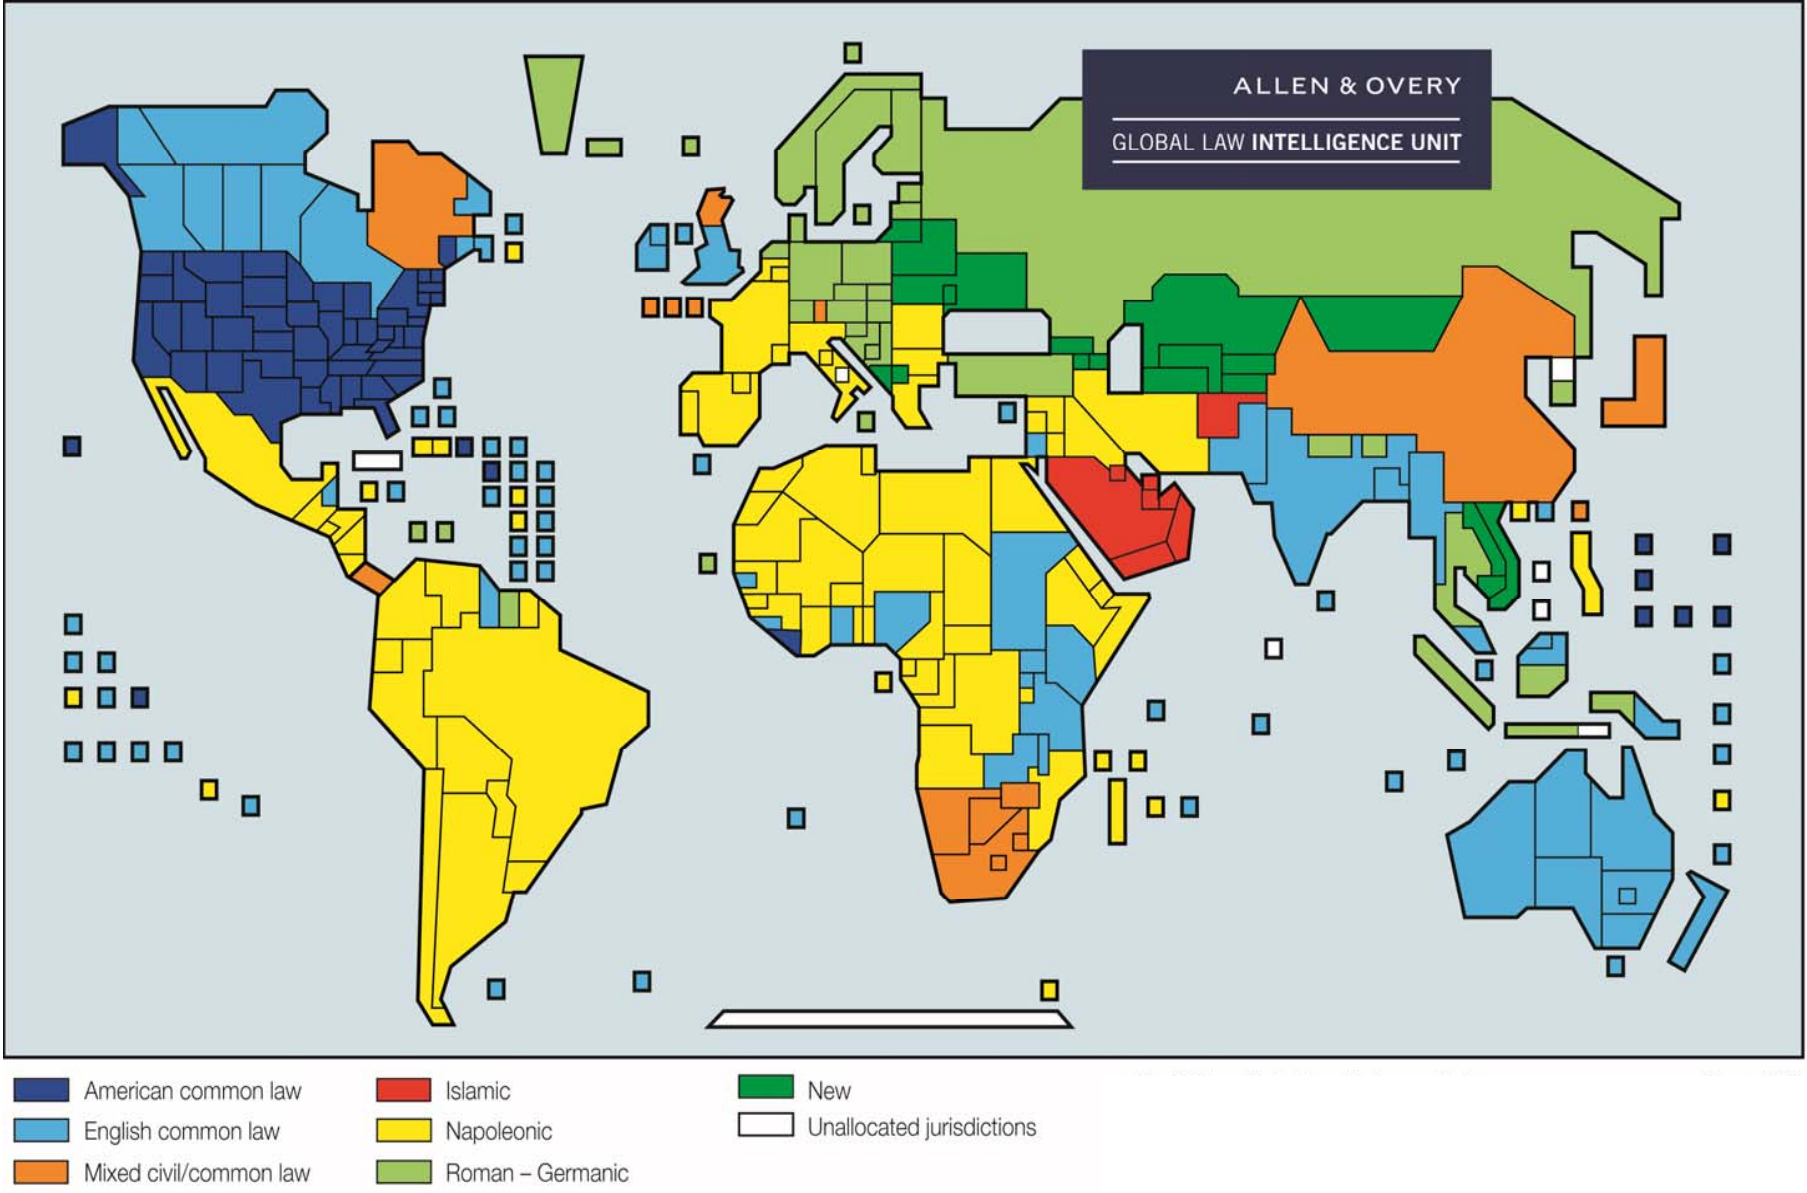 ALLEN & OVERY
GLOBAL LAW INTELLIGENCE UNIT
American common law
English common law
Mixed civil/common law
Islamic
Napoleonic
Roman – Germanic
New
Unallocated jurisdictions